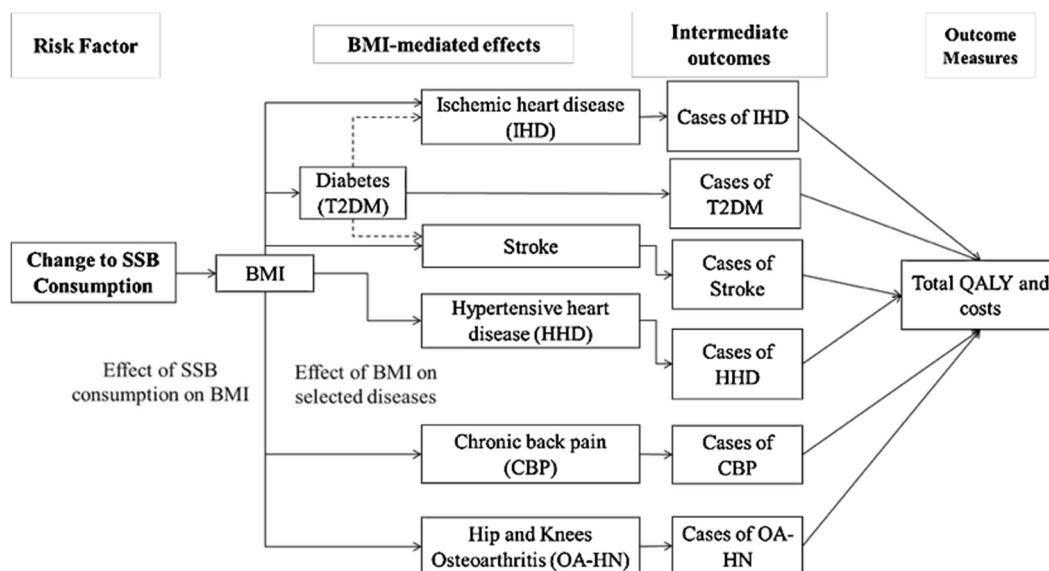 Risk Factor
BMI-mediated effects
Intermediate
outcomes
Outcome
Measures
Ischemic heart disease
(IHD)
Cases of IHD
Diabetes
(T2DM)
Cases of
T2DM
Stroke
Cases of
Stroke
Change to SSB
Consumption
BMI
Total QALY and
costs
Hypertensive heart
disease (HHD)
Cases of
HHD
Effect of SSB
consumption on BMI
Effect of BMI on
selected diseases
Chronic back pain
(CBP)
Cases of
CBP
Hip and Knees
Osteoarthritis (OA-HN)
Cases of OA-
HN